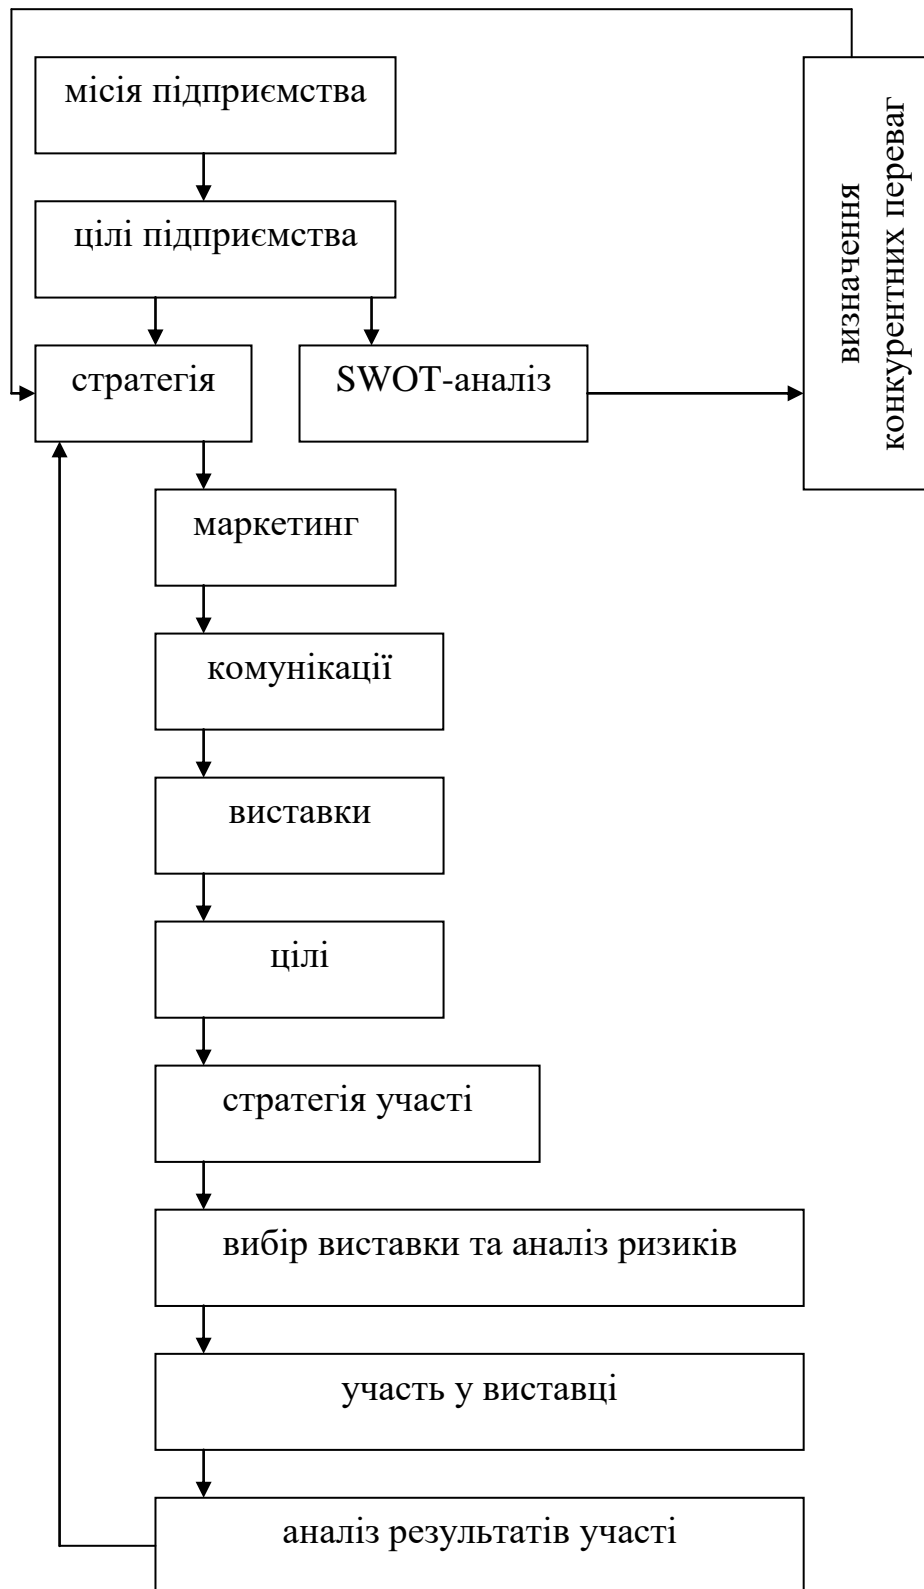 місія підприємства
цілі підприємства
стратегія
SWOT-аналіз
визначення
конкурентних переваг
маркетинг
комунікації
виставки
цілі
стратегія участі
вибір виставки та аналіз ризиків
участь у виставці
аналіз результатів участі